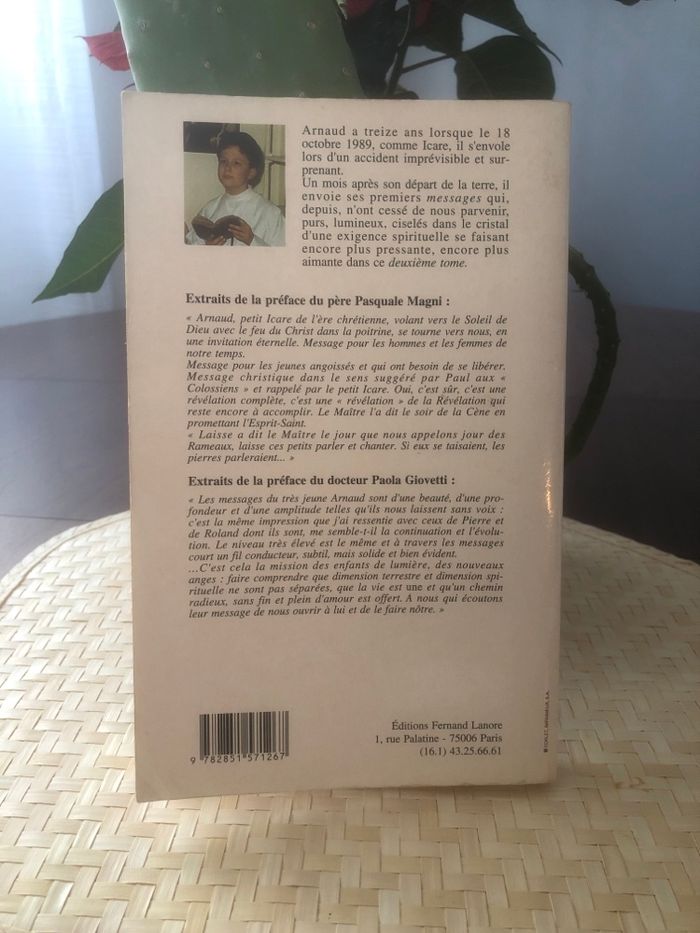 Arnaud a treize ans lorsque le 18
octobre 1989, comme Icare, il s'envole
lors d'un accident imprévisible et sur-
prenant.
Un mois après son départ de la terre, il
envoie ses premiers messages qui,
depuis, n'ont cessé de nous parvenir,
purs, lumineux, ciselés dans le cristal
d'une exigence spirituelle se faisant
encore plus pressante, encore plus
aimante dans ce deuxième tome.
Extraits de la préface du père Pasquale Magni :
« Arnaud, petit Icare de l'ère chrétienne, volant vers le Soleil de
Dieu avec le feu du Christ dans la poitrine, se tourne vers nous, en
une invitation éternelle. Message pour les hommes et les femmes de
notre temps.
Message pour les jeunes angoissés et qui ont besoin de se libérer.
Message christique dans le sens suggéré par Paul aux «
Colossiens » et rappelé par le petit Icare. Oui, c'est sûr, c'est une
révélation complète, c'est une « révélation » de la Révélation qui
reste encore à accomplir. Le Maître l'a dit le soir de la Cène en
promettant l'Esprit-Saint.
« Laisse a dit le Maître le jour que nous appelons jour des
Rameaux, laisse ces petits parler et chanter. Si eux se taisaient, les
pierres parleraient... »
Extraits de la préface du docteur Paola Giovetti :
« Les messages du très jeune Arnaud sont d'une beauté, d'une pro-
fondeur et d'une amplitude telles qu'ils nous laissent sans voix :
c'est la même impression que j'ai ressentie avec ceux de Pierre et
de Roland dont ils sont, me semble-t-il la continuation et l'évolu-
tion. Le niveau très élevé est le même et à travers les messages
court un fil conducteur, subtil, mais solide et bien évident.
...C'est cela la mission des enfants de lumière, des nouveaux
anges : faire comprendre que dimension terrestre et dimension spi-
rituelle ne sont pas séparées, que la vie est une et qu'un chemin
radieux, sans fin et plein d'amour est offert. A nous qui écoutons
leur message de nous ouvrir à lui et de le faire nôtre. »
9 782851 571267
Éditions Fernand Lanore
1, rue Palatine - 75006 Paris
(16.1) 43.25.66.61